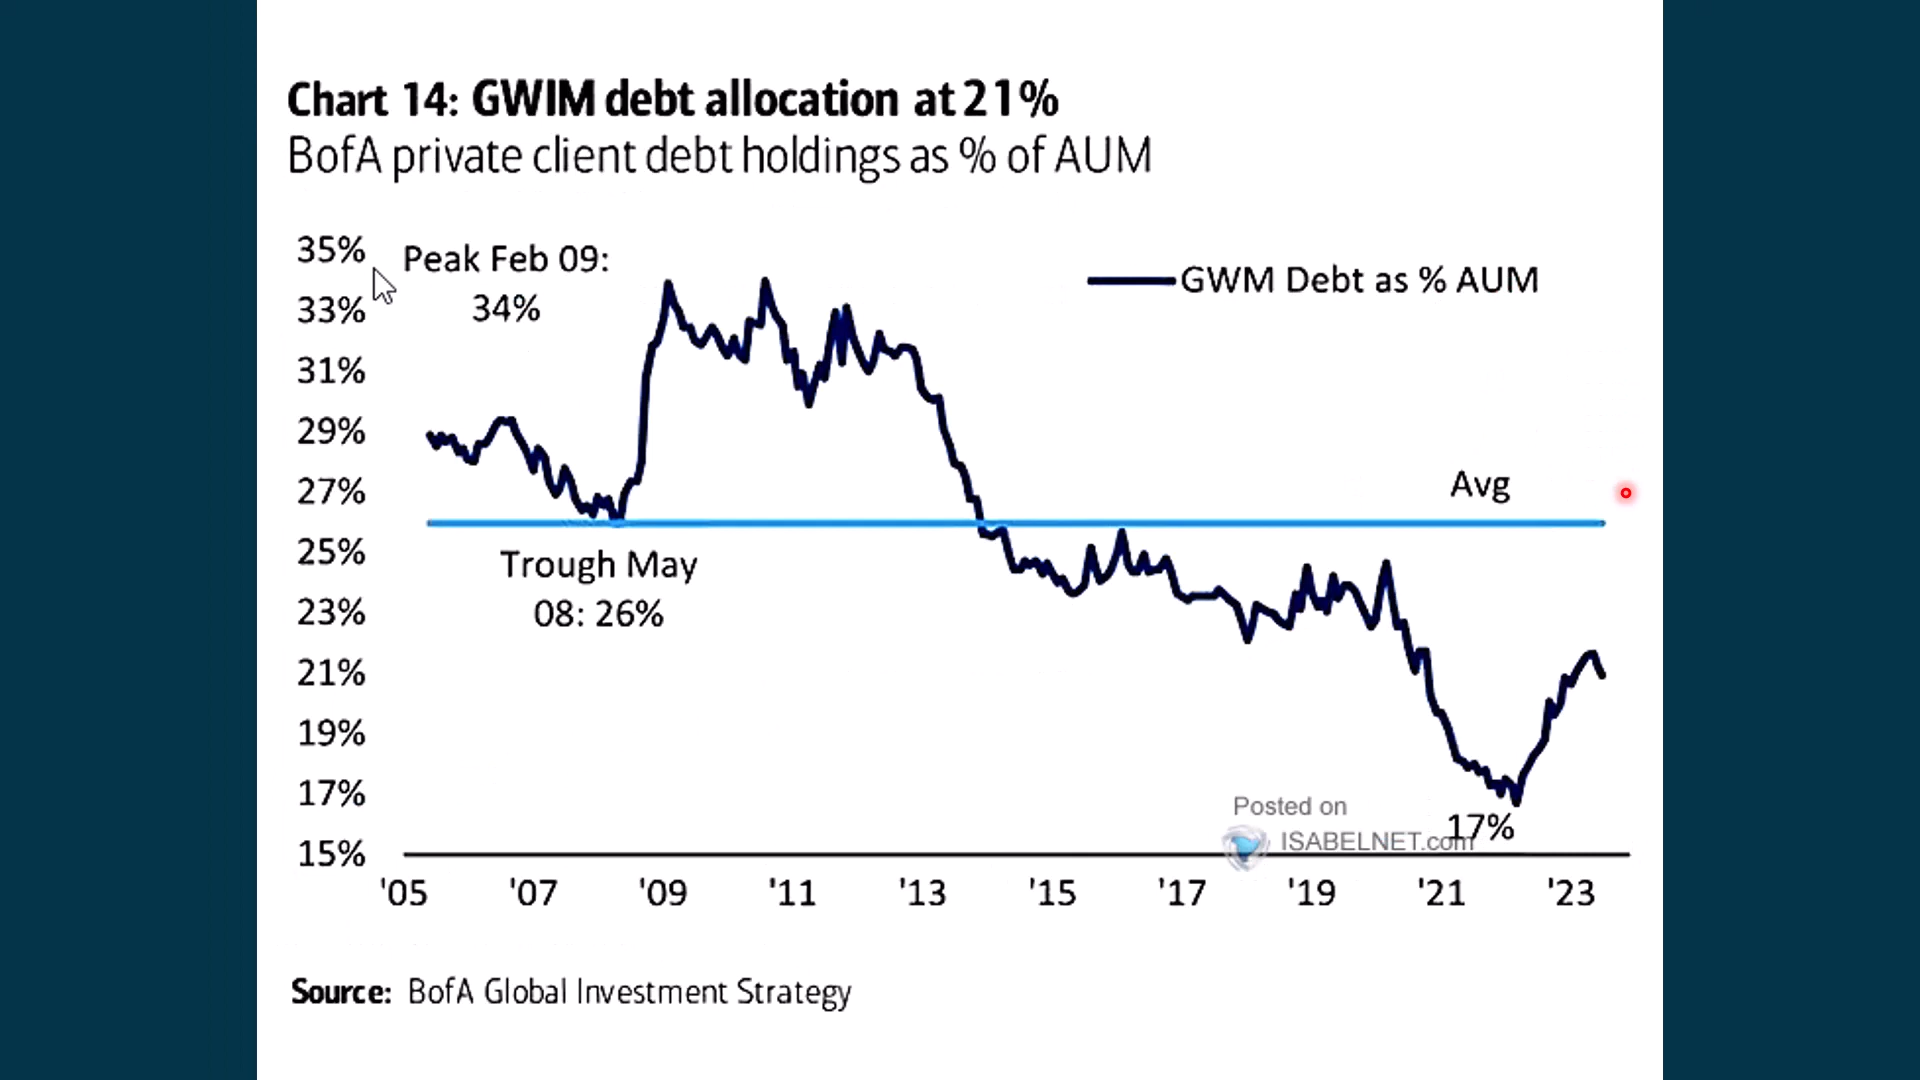 Chart 14: GWIM debt allocation at 21%
BofA private client debt holdings as % of AUM
35%
33%
31%
29%
27%
25%
23%
21%
19%
17%
15%
Peak Feb 09:
34%
GWM Debt as % AUM
Avg
Trough May
08: 26%
17%
Posted on
ISABELNET.com
'05 '07 '09 '11 '13 '15 '17 '19 '21 '23
Source: BofA Global Investment Strategy